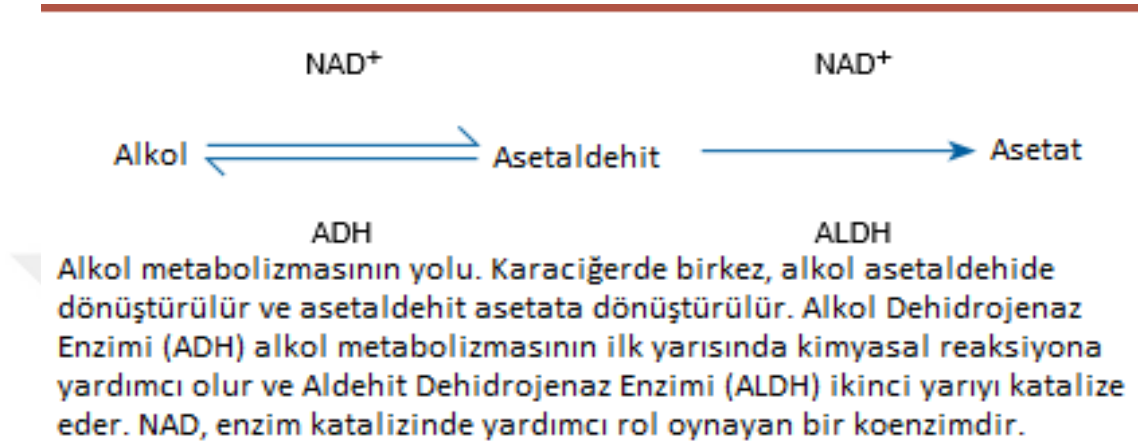 NAD⁺ NAD⁺
Alkol Asetaldehit Asetat
ADH ALDH
Alkol metabolizmasının yolu. Karaciğerde birkez, alkol asetaldehide
dönüştürülür ve asetaldehit asetata dönüştürülür. Alkol Dehidrojenaz
Enzimi (ADH) alkol metabolizmasının ilk yarısında kimyasal reaksiyona
yardımcı olur ve Aldehit Dehidrojenaz Enzimi (ALDH) ikinci yarıyı katalize
eder. NAD, enzim katalizinde yardımcı rol oynayan bir koenzimdir.